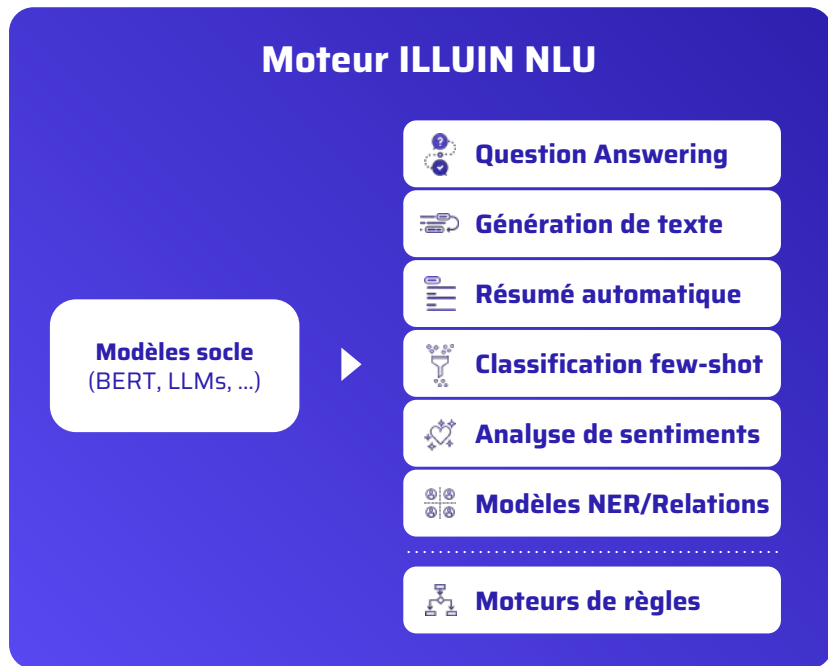 Moteur ILLUIN NLU
Modèles socle
(BERT, LLMs, ...)
Question Answering
Génération de texte
Résumé automatique
Classification few-shot
Analyse de sentiments
Modèles NER/Relations
Moteurs de règles